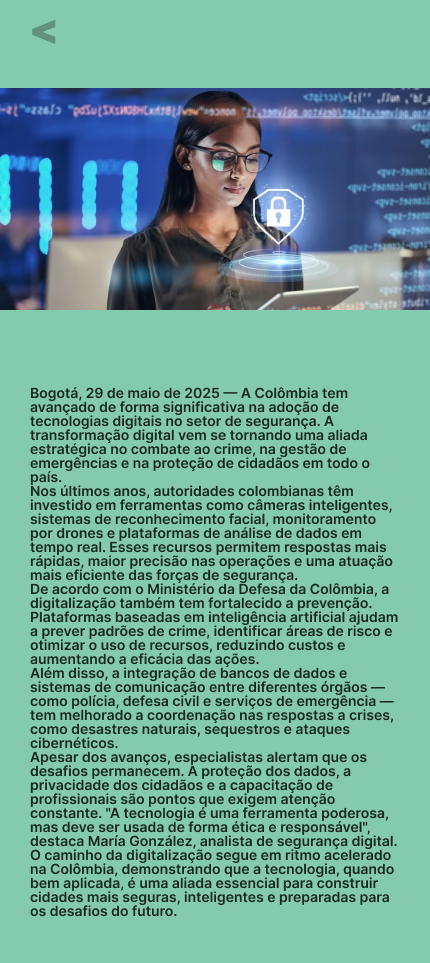 <
Bogotá, 29 de maio de 2025 — A Colômbia tem
avançado de forma significativa na adoção de
tecnologias digitais no setor de segurança. A
transformação digital vem se tornando uma aliada
estratégica no combate ao crime, na gestão de
emergências e na proteção de cidadãos em todo o
país.
Nos últimos anos, autoridades colombianas têm
investido em ferramentas como câmeras inteligentes,
sistemas de reconhecimento facial, monitoramento
por drones e plataformas de análise de dados em
tempo real. Esses recursos permitem respostas mais
rápidas, maior precisão nas operações e uma atuação
mais eficiente das forças de segurança.
De acordo com o Ministério da Defesa da Colômbia, a
digitalização também tem fortalecido a prevenção.
Plataformas baseadas em inteligência artificial ajudam
a prever padrões de crime, identificar áreas de risco e
otimizar o uso de recursos, reduzindo custos e
aumentando a eficácia das ações.
Além disso, a integração de bancos de dados e
sistemas de comunicação entre diferentes órgãos —
como polícia, defesa civil e serviços de emergência —
tem melhorado a coordenação nas respostas a crises,
como desastres naturais, sequestros e ataques
cibernéticos.
Apesar dos avanços, especialistas alertam que os
desafios permanecem. A proteção dos dados, a
privacidade dos cidadãos e a capacitação de
profissionais são pontos que exigem atenção
constante. "A tecnologia é uma ferramenta poderosa,
mas deve ser usada de forma ética e responsável",
destaca María González, analista de segurança digital.
O caminho da digitalização segue em ritmo acelerado
na Colômbia, demonstrando que a tecnologia, quando
bem aplicada, é uma aliada essencial para construir
cidades mais seguras, inteligentes e preparadas para
os desafios do futuro.